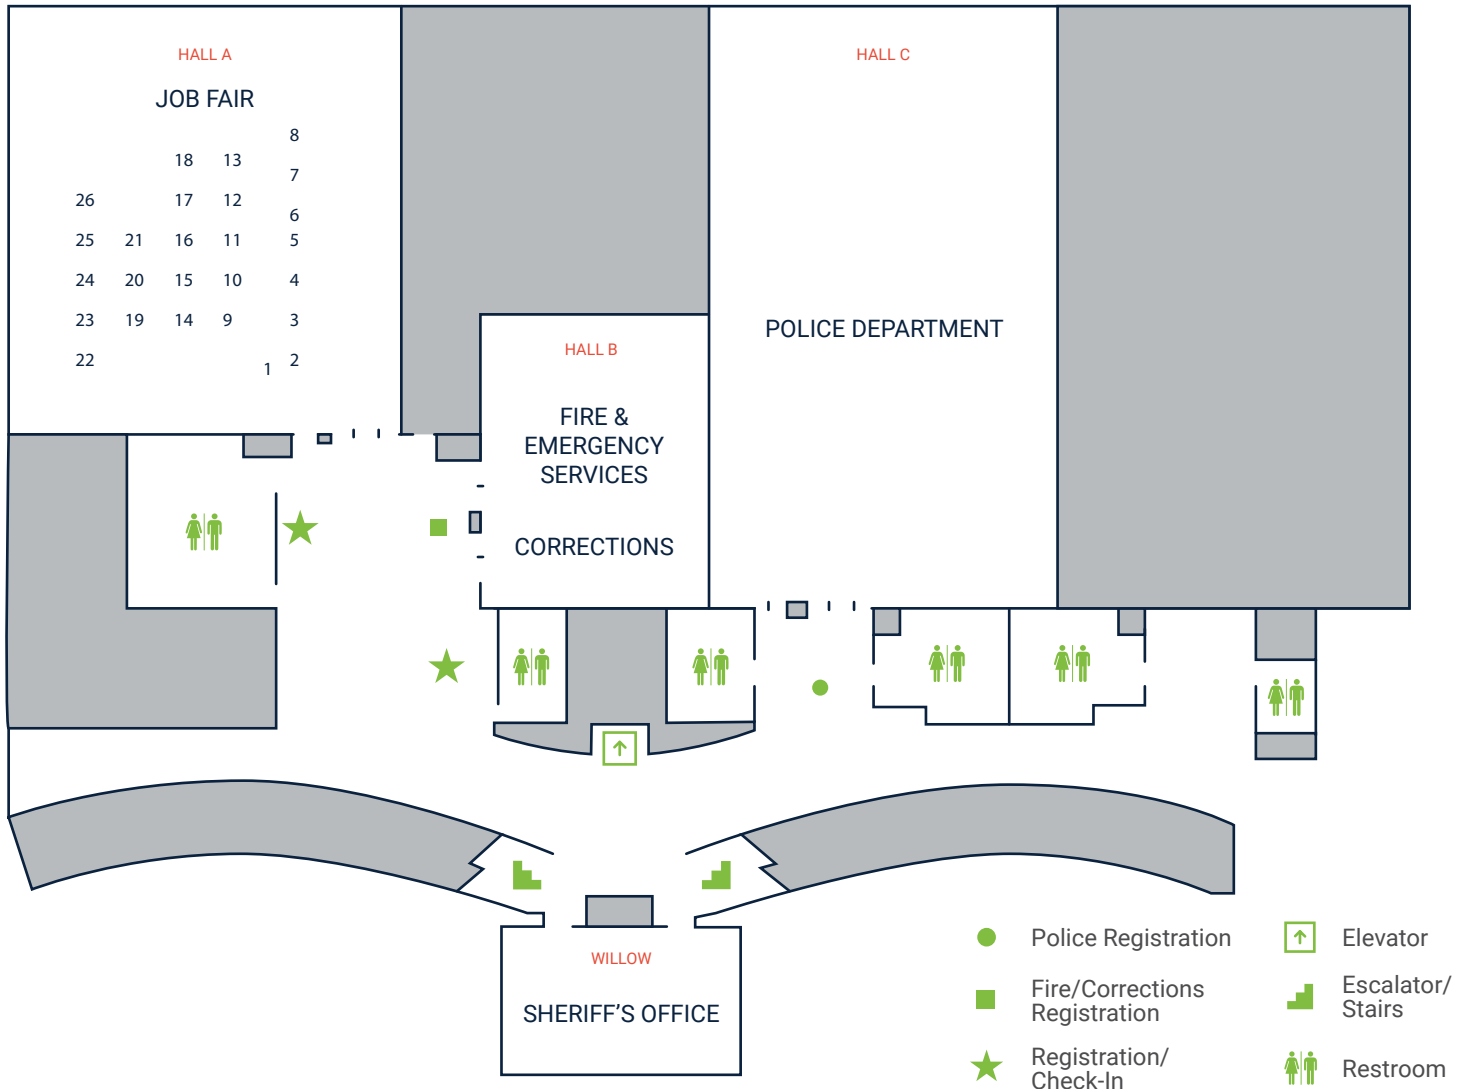 HALL A
JOB FAIR
8
18 13
7
26 17 12
6
25 21 16 11 5
24 20 15 10 4
23 19 14 9 3
22 1 2
HALL B
FIRE &
EMERGENCY
SERVICES
CORRECTIONS
HALL C
POLICE DEPARTMENT
WILLOW
SHERIFF'S OFFICE
Police Registration
Fire/Corrections
Registration
Registration/
Check-In
Elevator
Escalator/
Stairs
Restroom